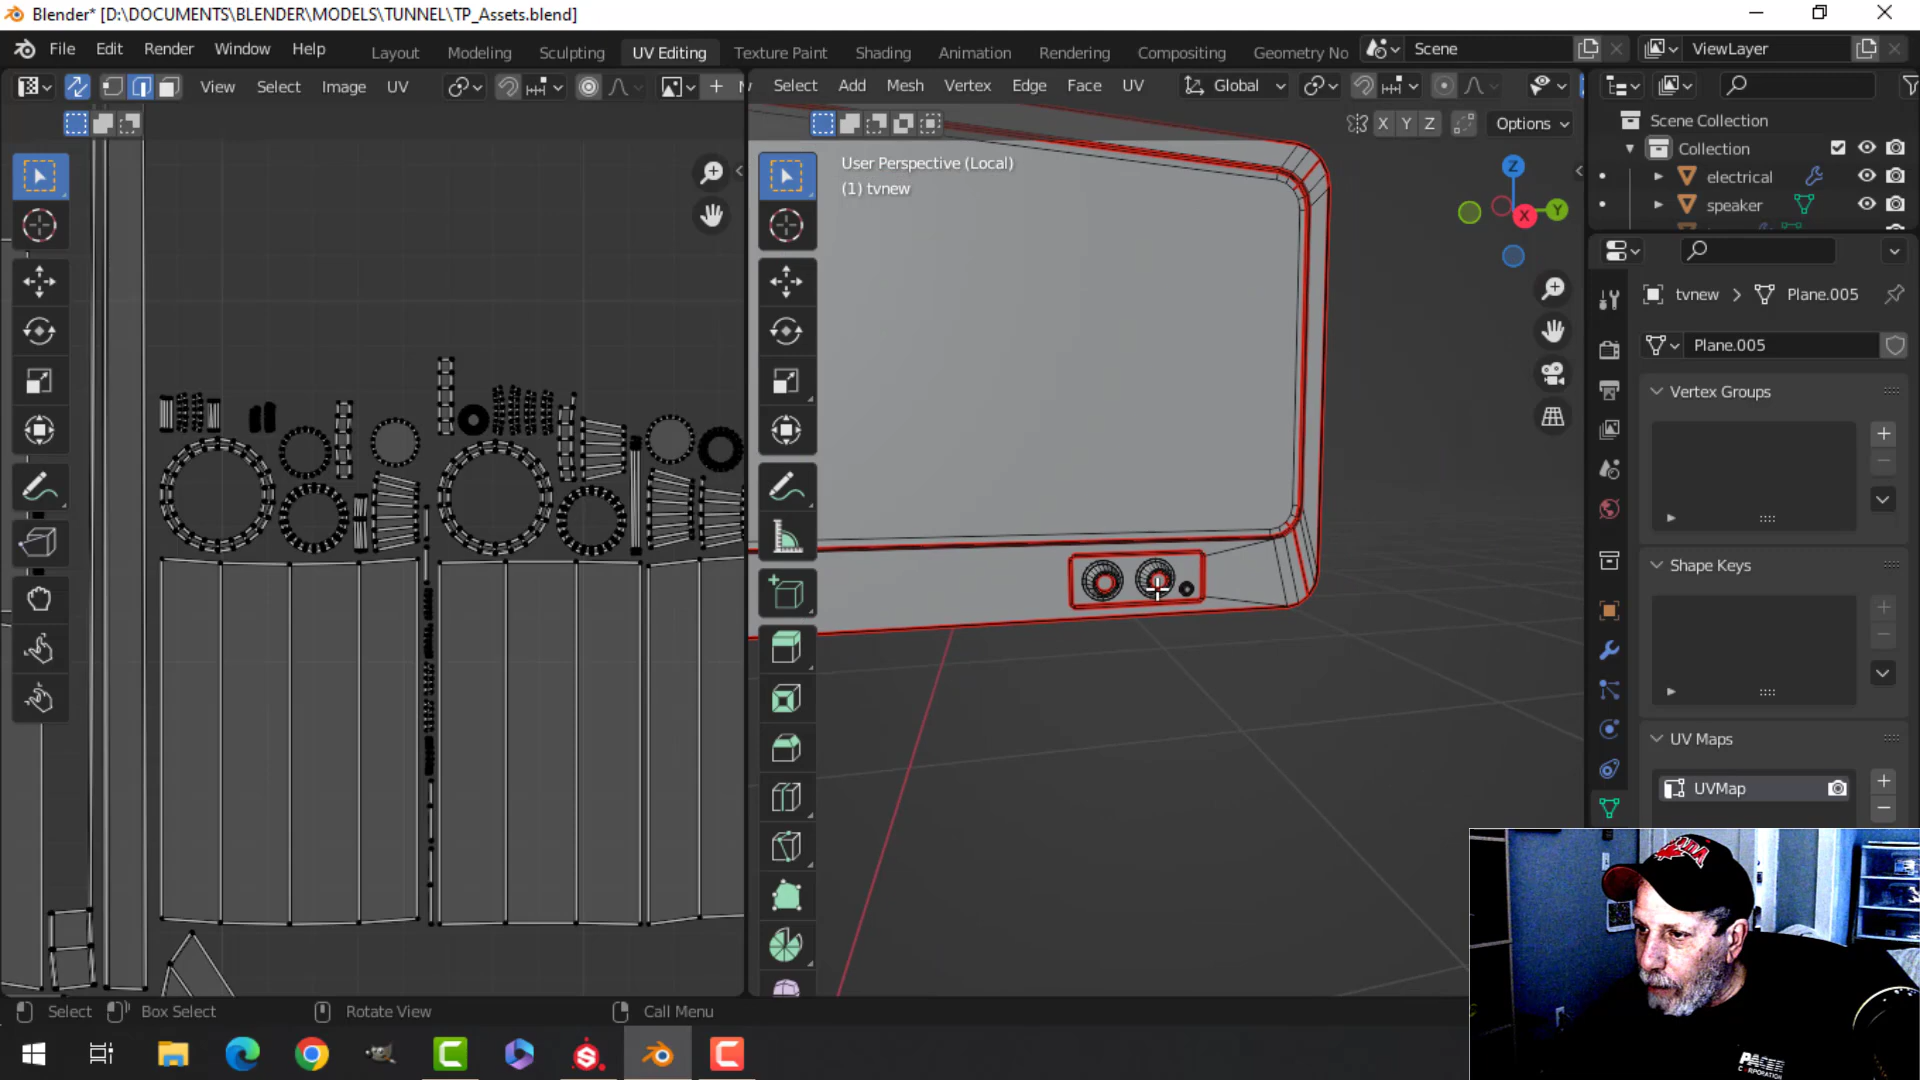 Blender* [D:\DOCUMENTS\BLENDER\MODELS\TUNNEL\TP_Assets.blend]
File Edit Render Window Help Layout Modeling Sculpting UV Editing Texture Paint Shading Animation Rendering Compositing Geometry No Scene ViewLayer
View Select Image UV Select Add Mesh Vertex Edge Face UV Global
X Y Z Options
Scene Collection
Collection
electrical
speaker
User Perspective (Local)
(1) tvnew
Z
Y
X
tvnew > Plane.005
Plane.005
Vertex Groups
Shape Keys
UV Maps
UVMap
Select Box Select Rotate View Call Menu
PACER
CORPORATION